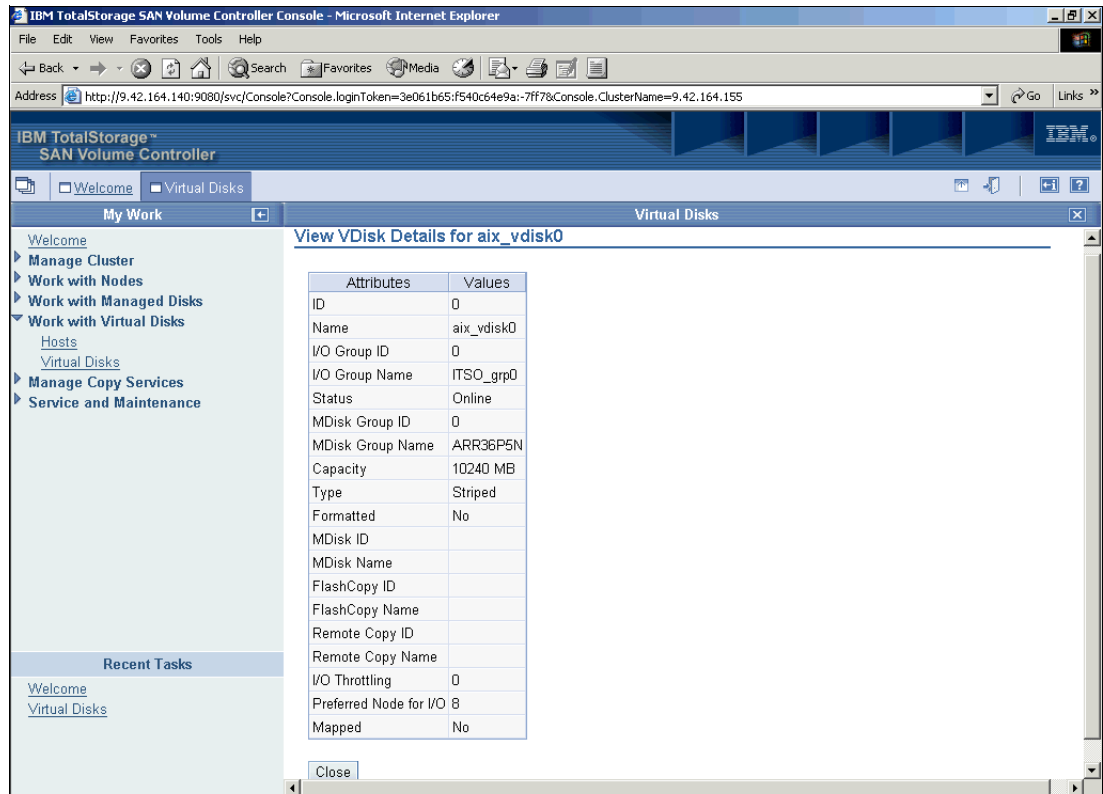 IBM TotalStorage SAN Volume Controller Console - Microsoft Internet Explorer
File Edit View Favorites Tools Help
Back Search Favorites Media
Address http://9.42.164.140:9080/svc/Console?Console.loginToken=3e061b65:f540c64e9a:-7ff7&Console.ClusterName=9.42.164.155 Go Links »
IBM TotalStorage™
SAN Volume Controller
IBM®
Welcome Virtual Disks
My Work
Virtual Disks
Welcome
Manage Cluster
Work with Nodes
Work with Managed Disks
Work with Virtual Disks
Hosts
Virtual Disks
Manage Copy Services
Service and Maintenance
Recent Tasks
Welcome
Virtual Disks
View VDisk Details for aix_vdisk0
Attributes Values
ID 0
Name aix_vdisk0
I/O Group ID 0
I/O Group Name ITSO_grp0
Status Online
MDisk Group ID 0
MDisk Group Name ARR36P5N
Capacity 10240 MB
Type Striped
Formatted No
MDisk ID
MDisk Name
FlashCopy ID
FlashCopy Name
Remote Copy ID
Remote Copy Name
I/O Throttling 0
Preferred Node for I/O 8
Mapped No
Close